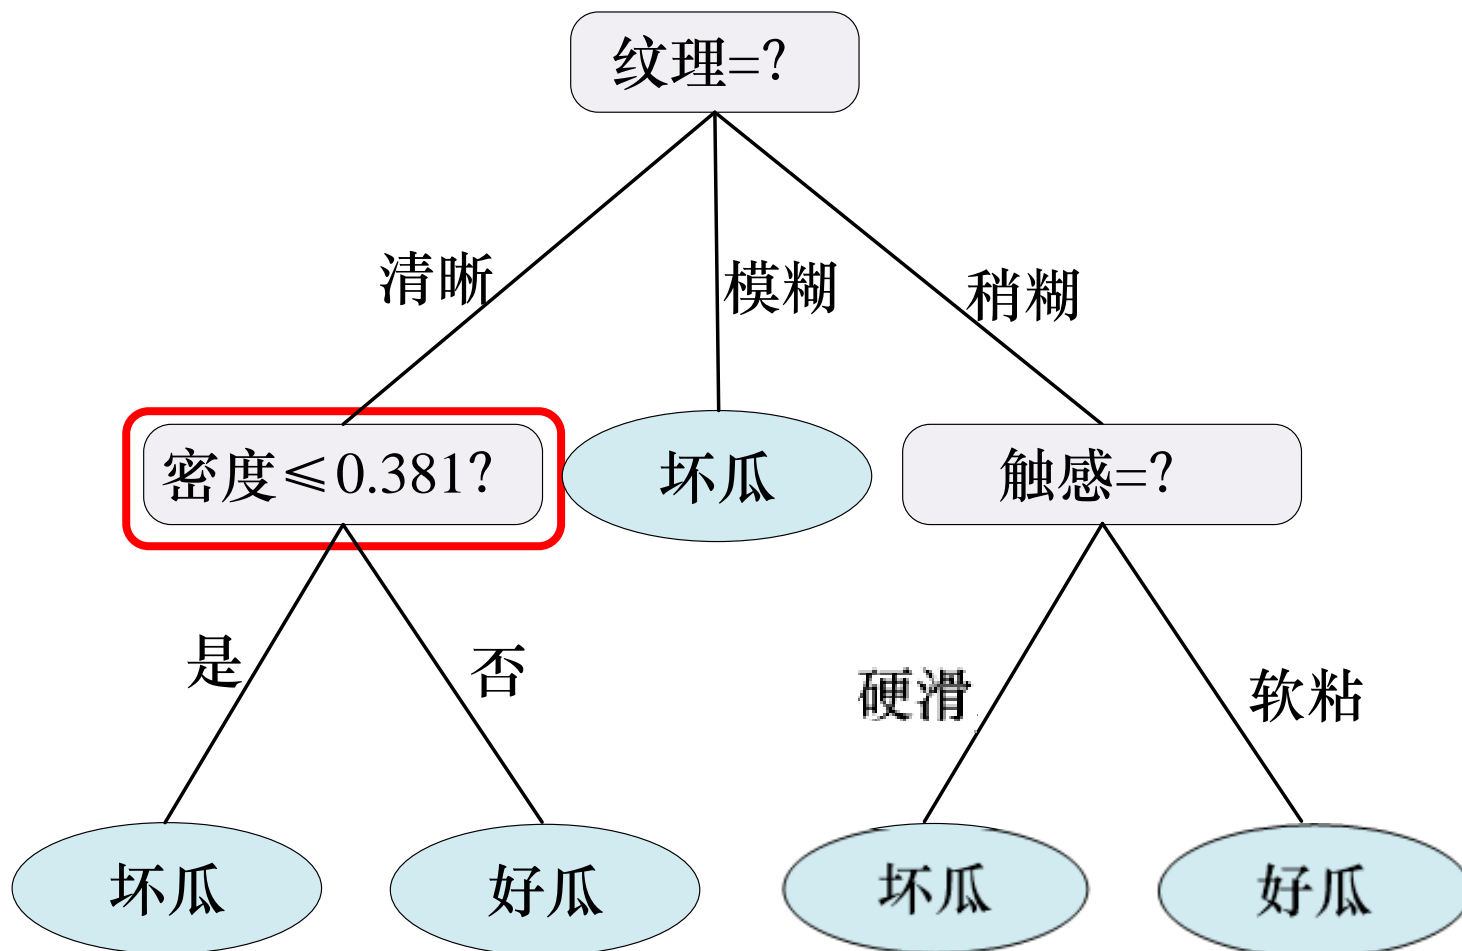 纹理=?
清晰
模糊
稍糊
密度≤0.381?
坏瓜
触感=?
是
否
硬滑
软粘
坏瓜
好瓜
坏瓜
好瓜